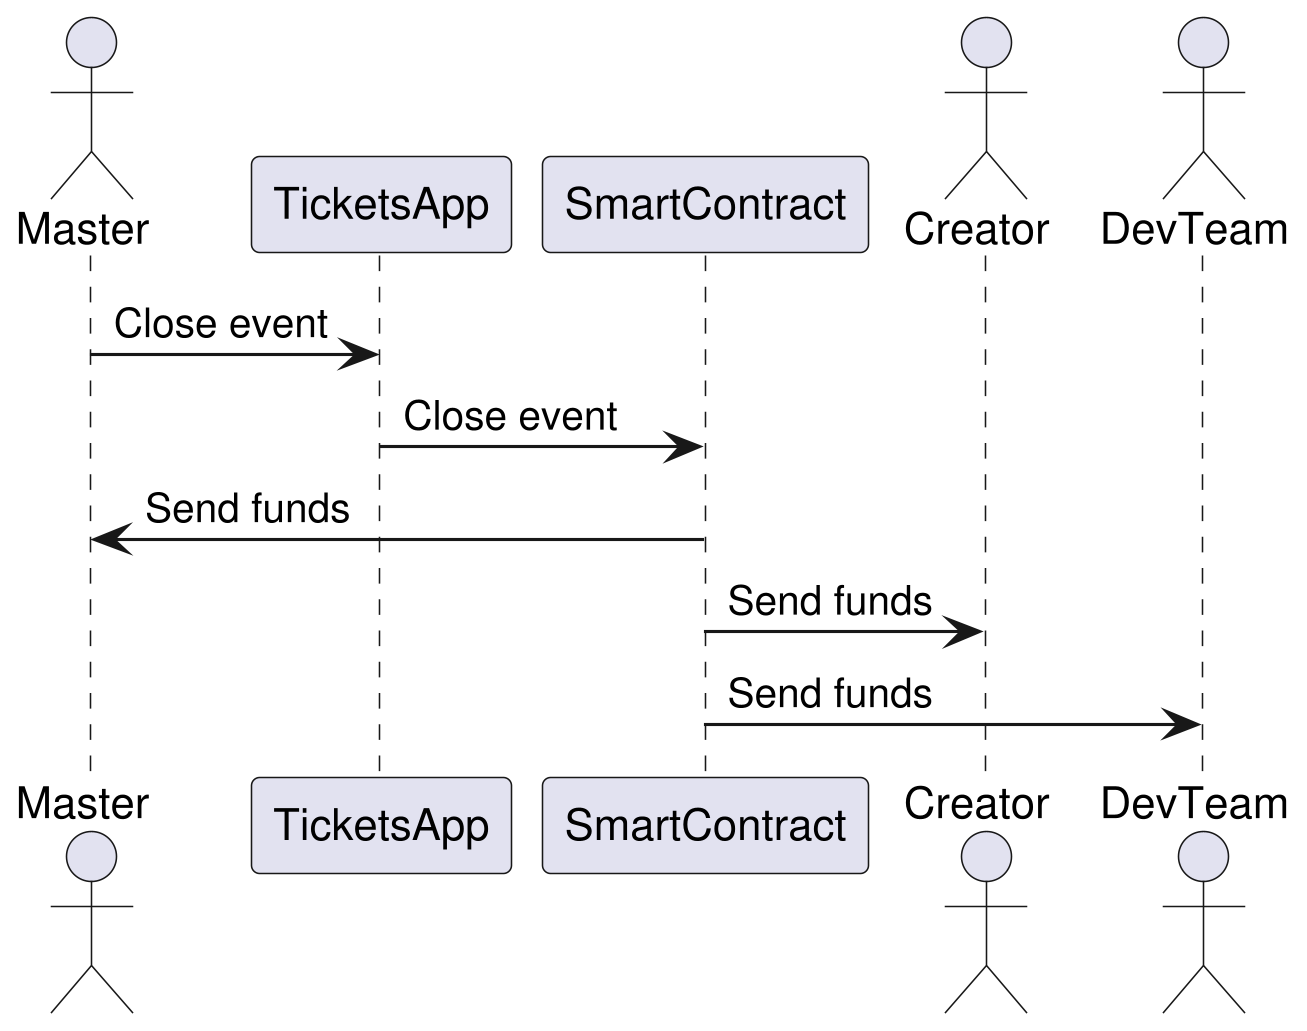 Master
TicketsApp
SmartContract
Creator
DevTeam
Close event
Close event
Send funds
Send funds
Send funds
Master
TicketsApp
SmartContract
Creator
DevTeam